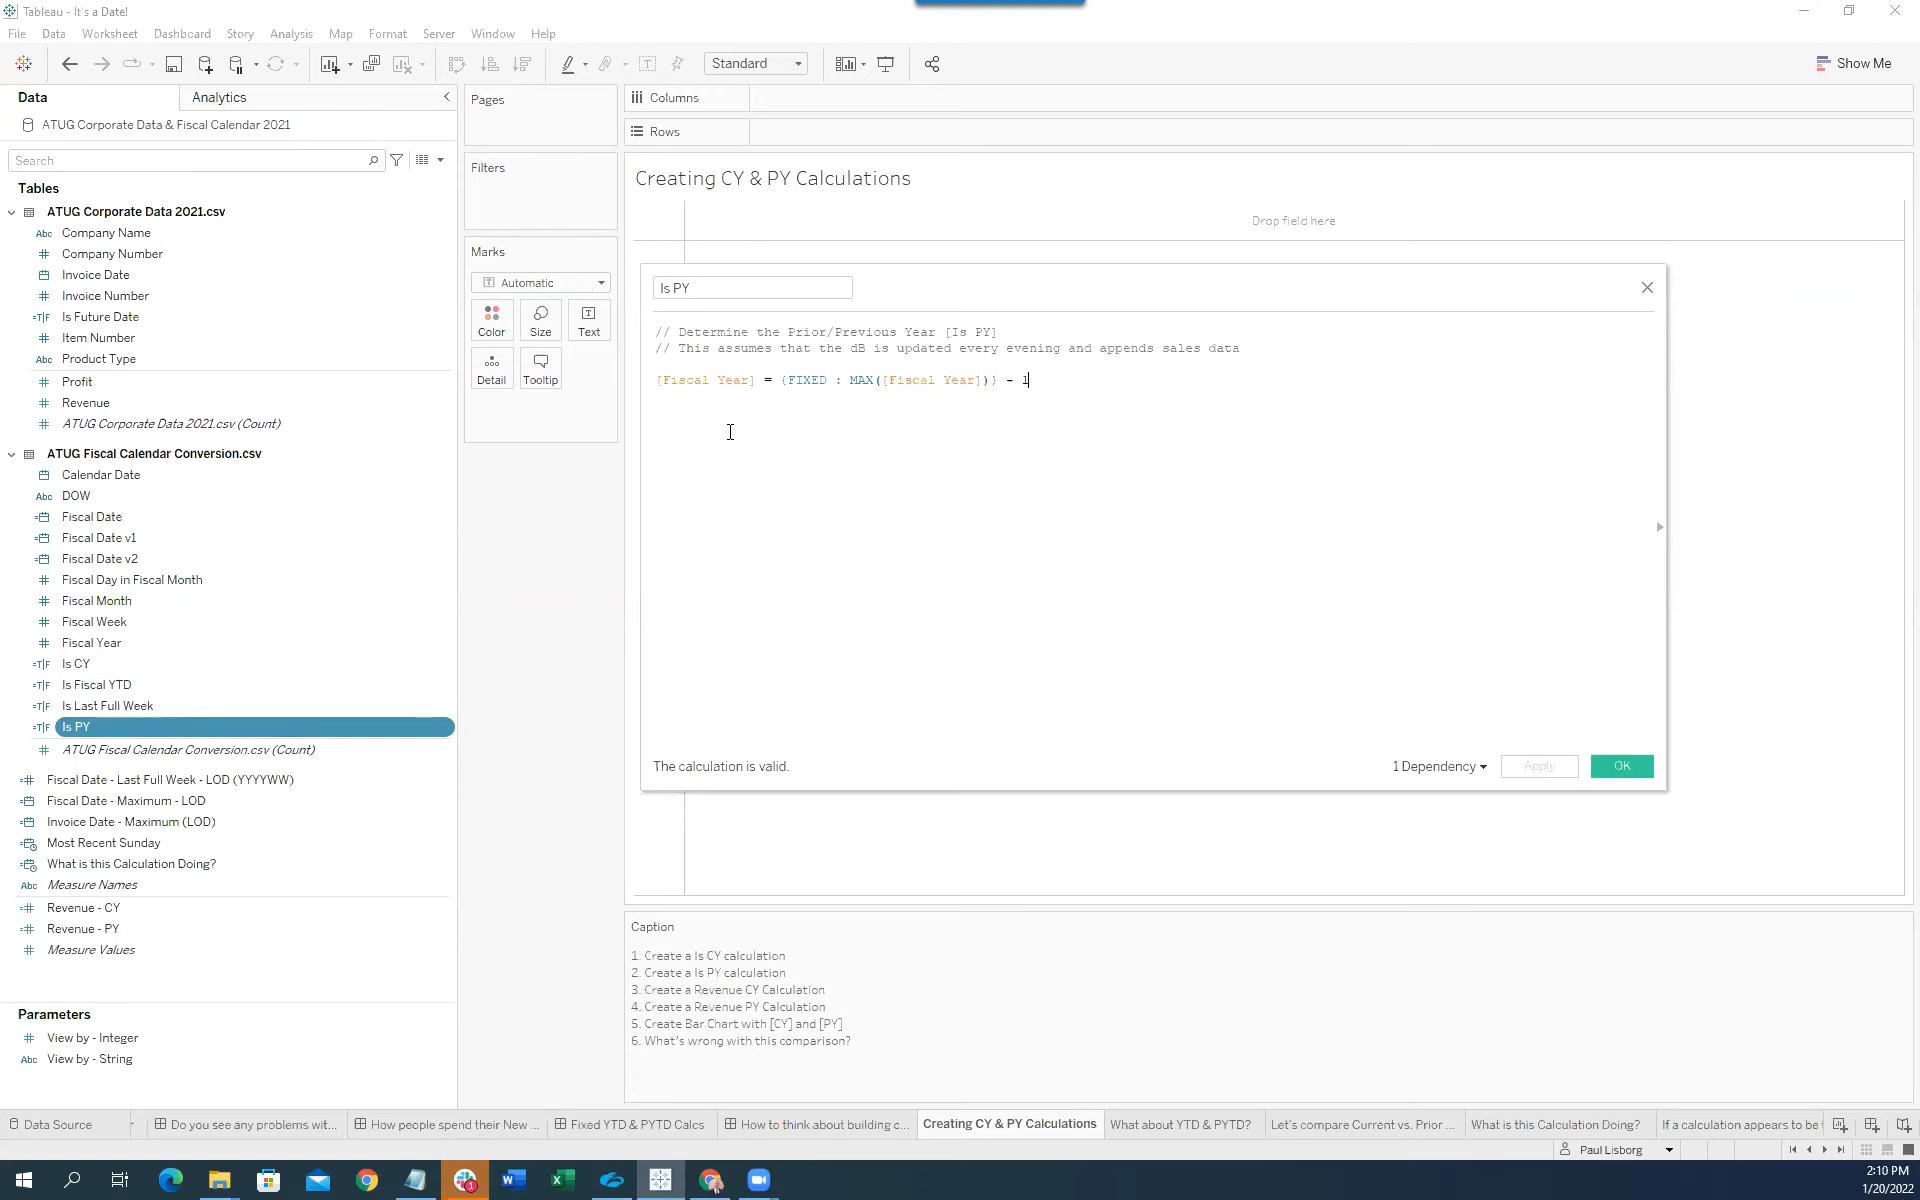 Tableau - It's a Date!
File Data Worksheet Dashboard Story Analysis Map Format Server Window Help
Standard
Show Me
Data
Analytics
ATUG Corporate Data & Fiscal Calendar 2021
Search
Tables
ATUG Corporate Data 2021.csv
Abc Company Name
Company Number
Invoice Date
Invoice Number
=T|F Is Future Date
Item Number
Abc Product Type
Profit
Revenue
ATUG Corporate Data 2021.csv (Count)
ATUG Fiscal Calendar Conversion.csv
Calendar Date
Abc DOW
Fiscal Date
Fiscal Date v1
Fiscal Date v2
Fiscal Day in Fiscal Month
Fiscal Month
Fiscal Week
Fiscal Year
=T|F Is CY
=T|F Is Fiscal YTD
=T|F Is Last Full Week
=T|F Is PY
ATUG Fiscal Calendar Conversion.csv (Count)
Fiscal Date - Last Full Week - LOD (YYYYWW)
Fiscal Date - Maximum - LOD
Invoice Date - Maximum (LOD)
Most Recent Sunday
What is this Calculation Doing?
Abc Measure Names
Revenue - CY
Revenue - PY
Measure Values
Parameters
View by - Integer
Abc View by - String
Pages
Filters
Marks
Automatic
Color Size Text
Detail Tooltip
Columns
Rows
Creating CY & PY Calculations
Drop field here
Is PY
// Determine the Prior/Previous Year [Is PY]
// This assumes that the dB is updated every evening and appends sales data
[Fiscal Year] = {FIXED : MAX([Fiscal Year])} - 1
The calculation is valid.
1 Dependency
Apply
OK
Caption
1. Create a Is CY calculation
2. Create a Is PY calculation
3. Create a Revenue CY Calculation
4. Create a Revenue PY Calculation
5. Create Bar Chart with [CY] and [PY]
6. What's wrong with this comparison?
Data Source
Do you see any problems wit...
How people spend their New ...
Fixed YTD & PYTD Calcs
How to think about building c...
Creating CY & PY Calculations
What about YTD & PYTD?
Let's compare Current vs. Prior ...
What is this Calculation Doing?
If a calculation appears to be
Paul Lisborg
1
2:10 PM
1/20/2022